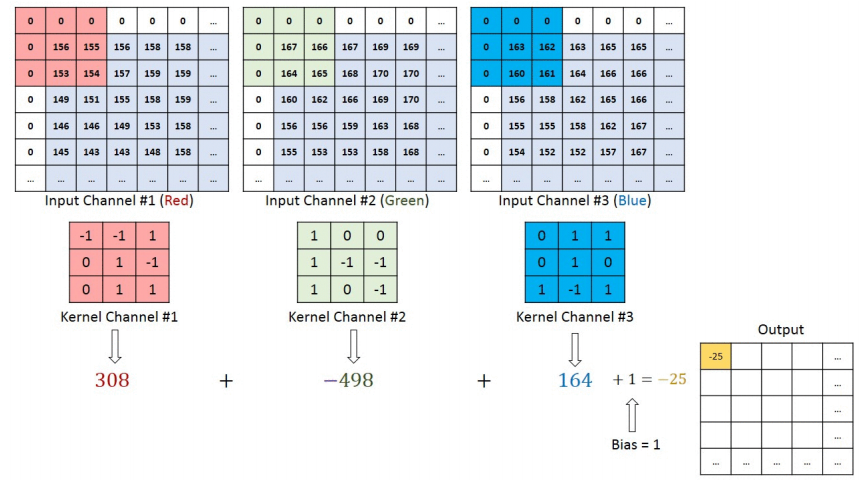 0 0 0 0 0 0 ... 0 0 0 0 0 0 ... 0 0 0 0 0 0 ...
0 156 155 156 158 158 ... 0 167 166 167 169 169 ... 0 163 162 163 165 165 ...
0 153 154 157 159 159 ... 0 164 165 168 170 170 ... 0 160 161 164 166 166 ...
0 149 151 155 158 159 ... 0 160 162 166 169 170 ... 0 156 158 162 165 166 ...
0 146 146 149 153 158 ... 0 156 156 159 163 168 ... 0 155 155 158 162 167 ...
0 145 143 143 148 158 ... 0 155 153 153 158 168 ... 0 154 152 152 157 167 ...
... ... ... ... ... ... ... ... ... ... ... ... ... ... ... ... ... ... ... ... ...
Input Channel #1 (Red) Input Channel #2 (Green) Input Channel #3 (Blue)
-1 -1 1 1 0 0 0 1 1
0 1 -1 1 -1 -1 0 1 0
0 1 1 1 0 -1 1 -1 1
Kernel Channel #1 Kernel Channel #2 Kernel Channel #3
308 + −498 + 164 + 1 = −25
Bias = 1
Output
-25 ...
...
...
...
... ... ... ... ...